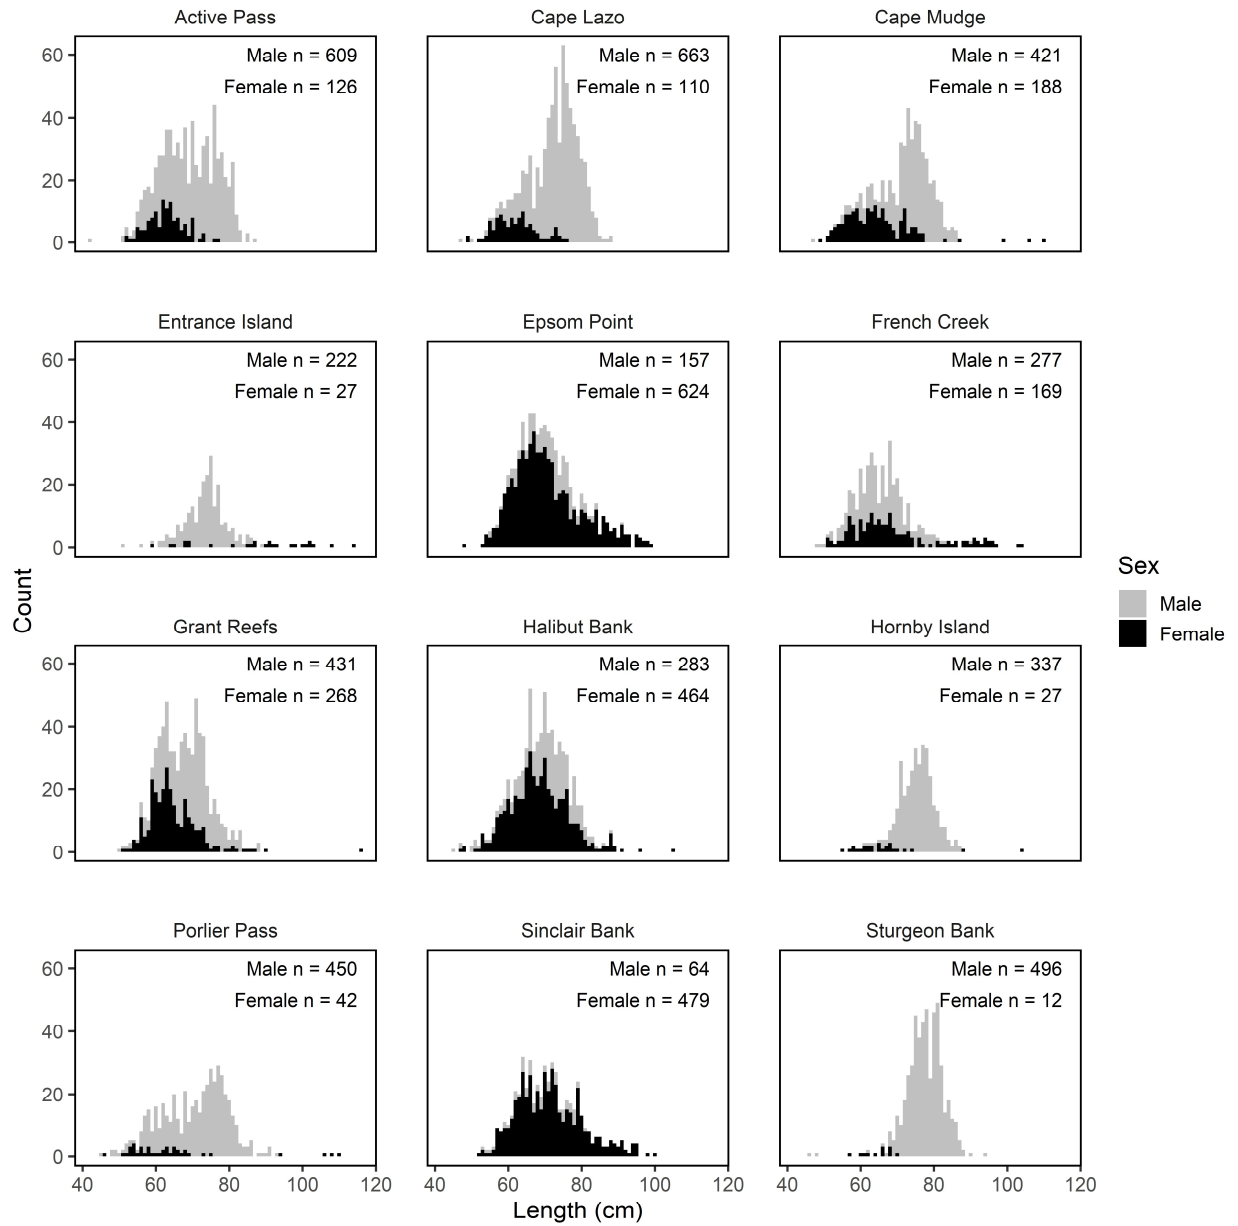 Active Pass
Cape Lazo
Cape Mudge
Male n = 609
Female n = 126
Male n = 663
Female n = 110
Male n = 421
Female n = 188
60
40
20
0
Entrance Island
Epsom Point
French Creek
Male n = 222
Female n = 27
Male n = 157
Female n = 624
Male n = 277
Female n = 169
60
40
20
0
Grant Reefs
Halibut Bank
Hornby Island
Male n = 431
Female n = 268
Male n = 283
Female n = 464
Male n = 337
Female n = 27
60
40
20
0
Porlier Pass
Sinclair Bank
Sturgeon Bank
Male n = 450
Female n = 42
Male n = 64
Female n = 479
Male n = 496
Female n = 12
60
40
20
0
40 60 80 100 120
40 60 80 100 120
40 60 80 100 120
Count
Length (cm)
Sex
Male
Female